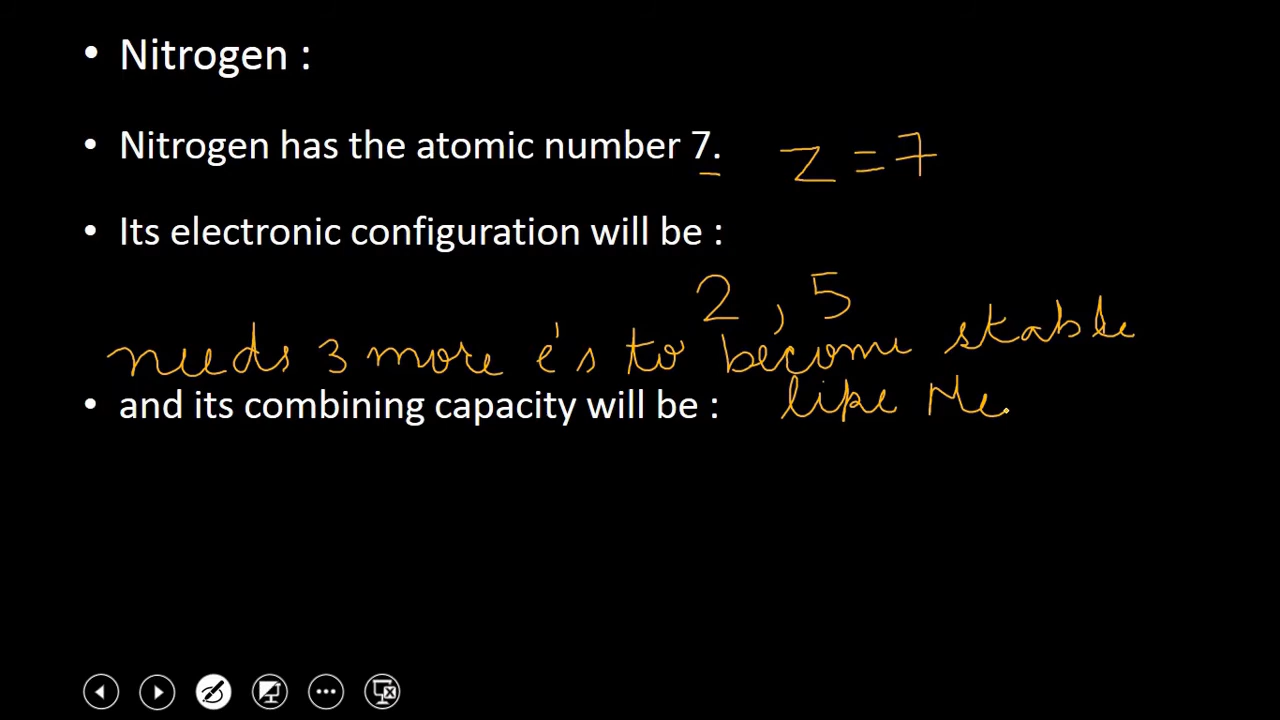 • Nitrogen :
• Nitrogen has the atomic number 7. Z = 7
• Its electronic configuration will be :
2 , 5
needs 3 more e's to become stable
• and its combining capacity will be : like Ne.